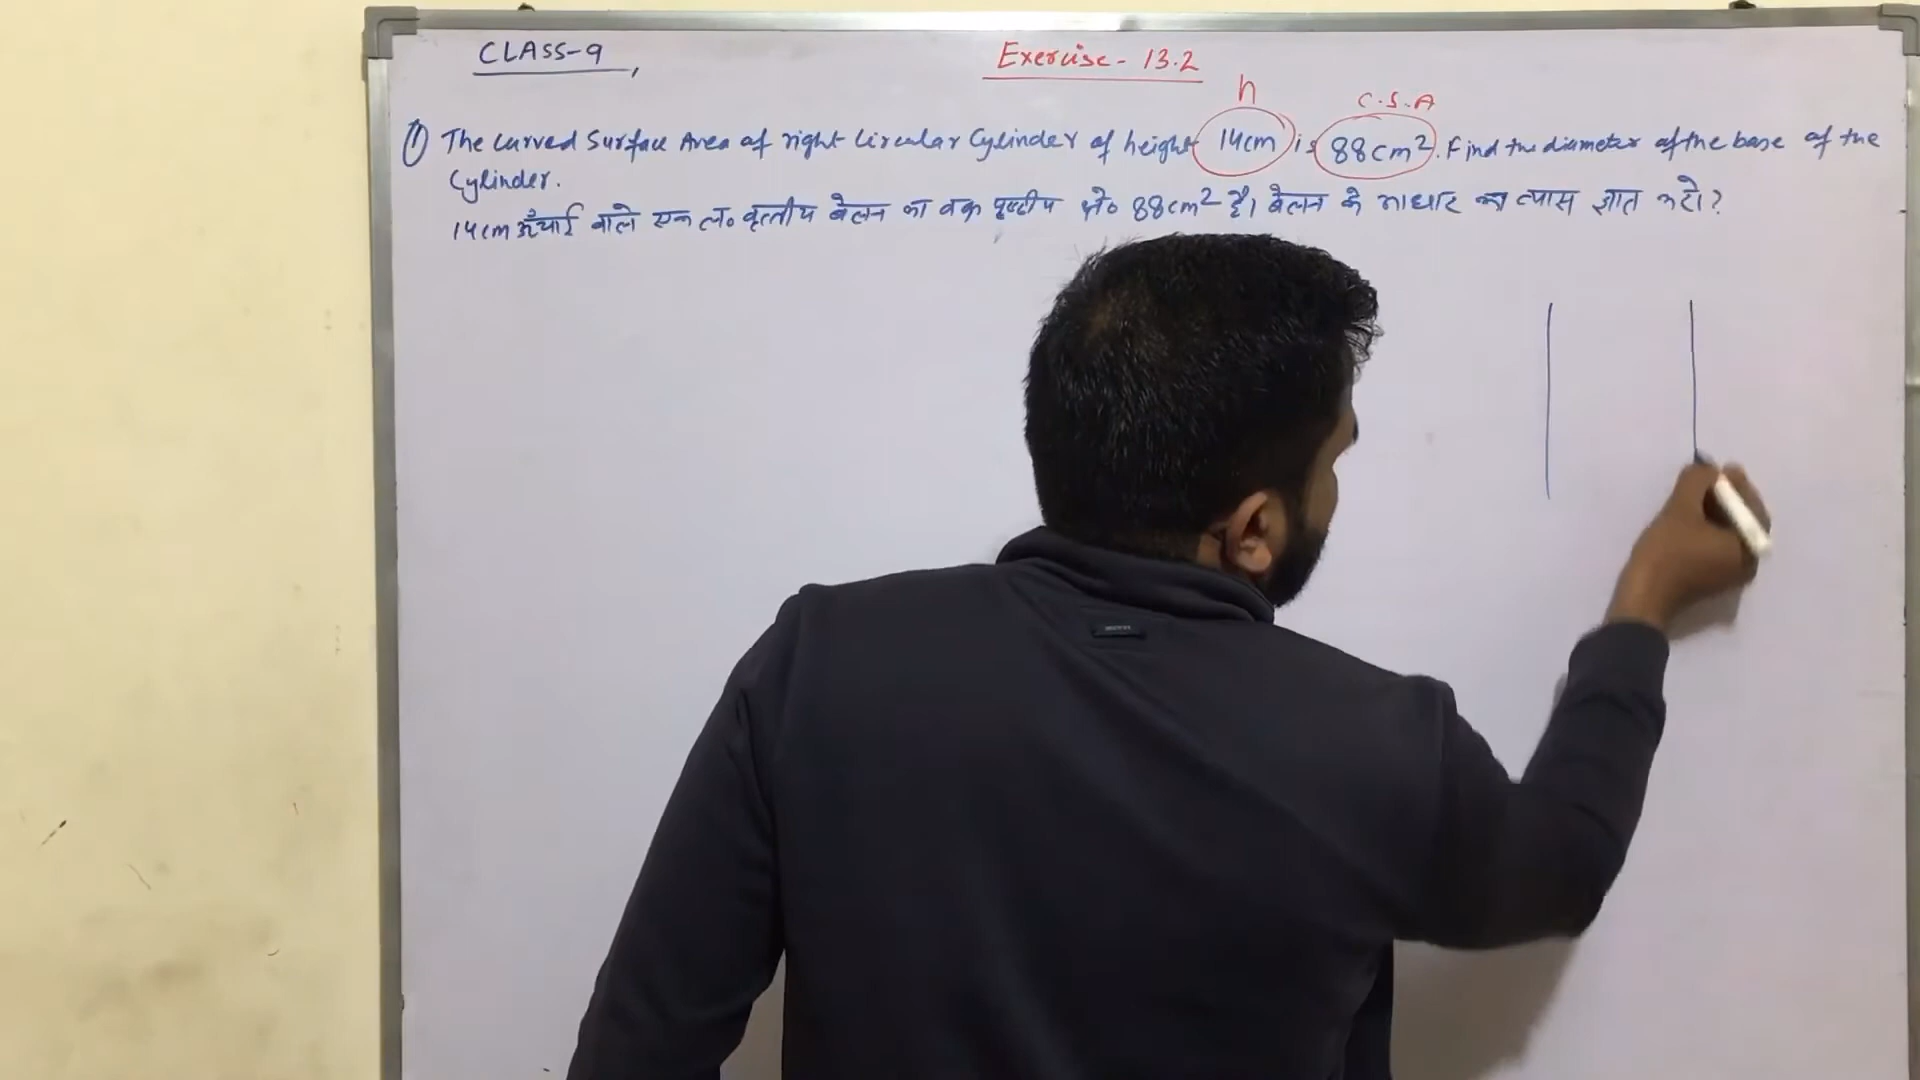 CLASS-9,
Exercise - 13.2
h
C.S.A
① The curved Surface Area of right Circular Cylinder of height 14cm is 88cm². Find the diameter of the base of the
Cylinder.
14cm ऊँचाई वाले एक ल० वृत्तीय बेलन का वक्र पृष्ठीय क्षे० 88cm² है। बेलन के आधार का व्यास ज्ञात करो?